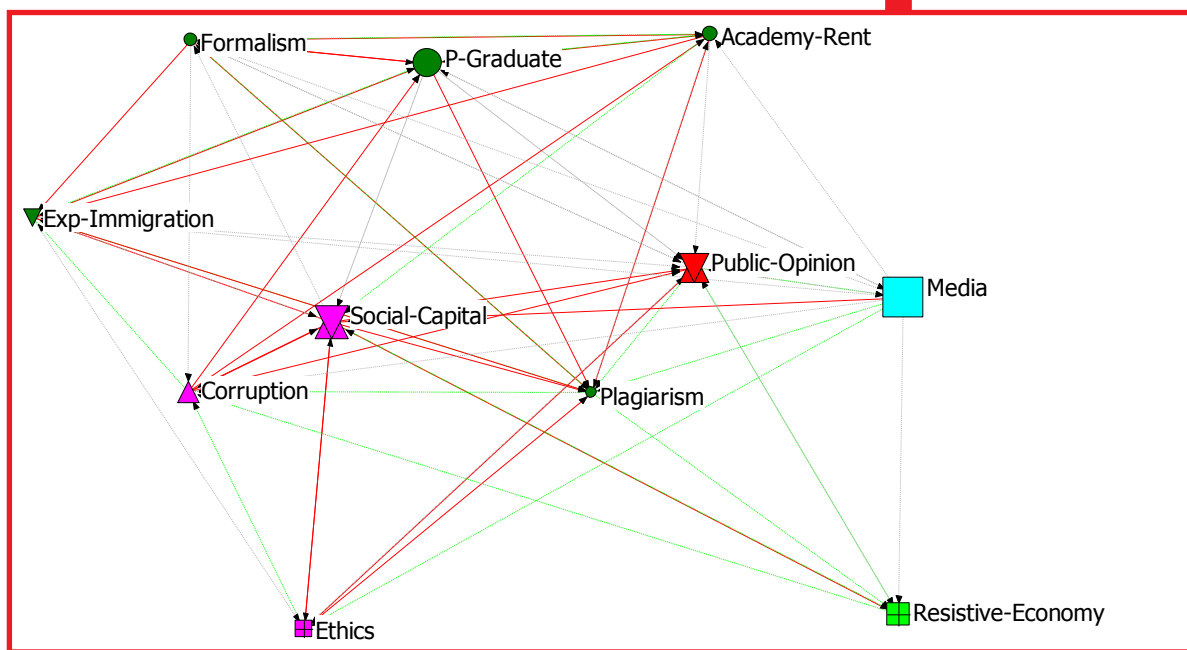 Formalism
Academy-Rent
P-Graduate
Exp-Immigration
Public-Opinion
Media
Social-Capital
Corruption
Plagiarism
Resistive-Economy
Ethics